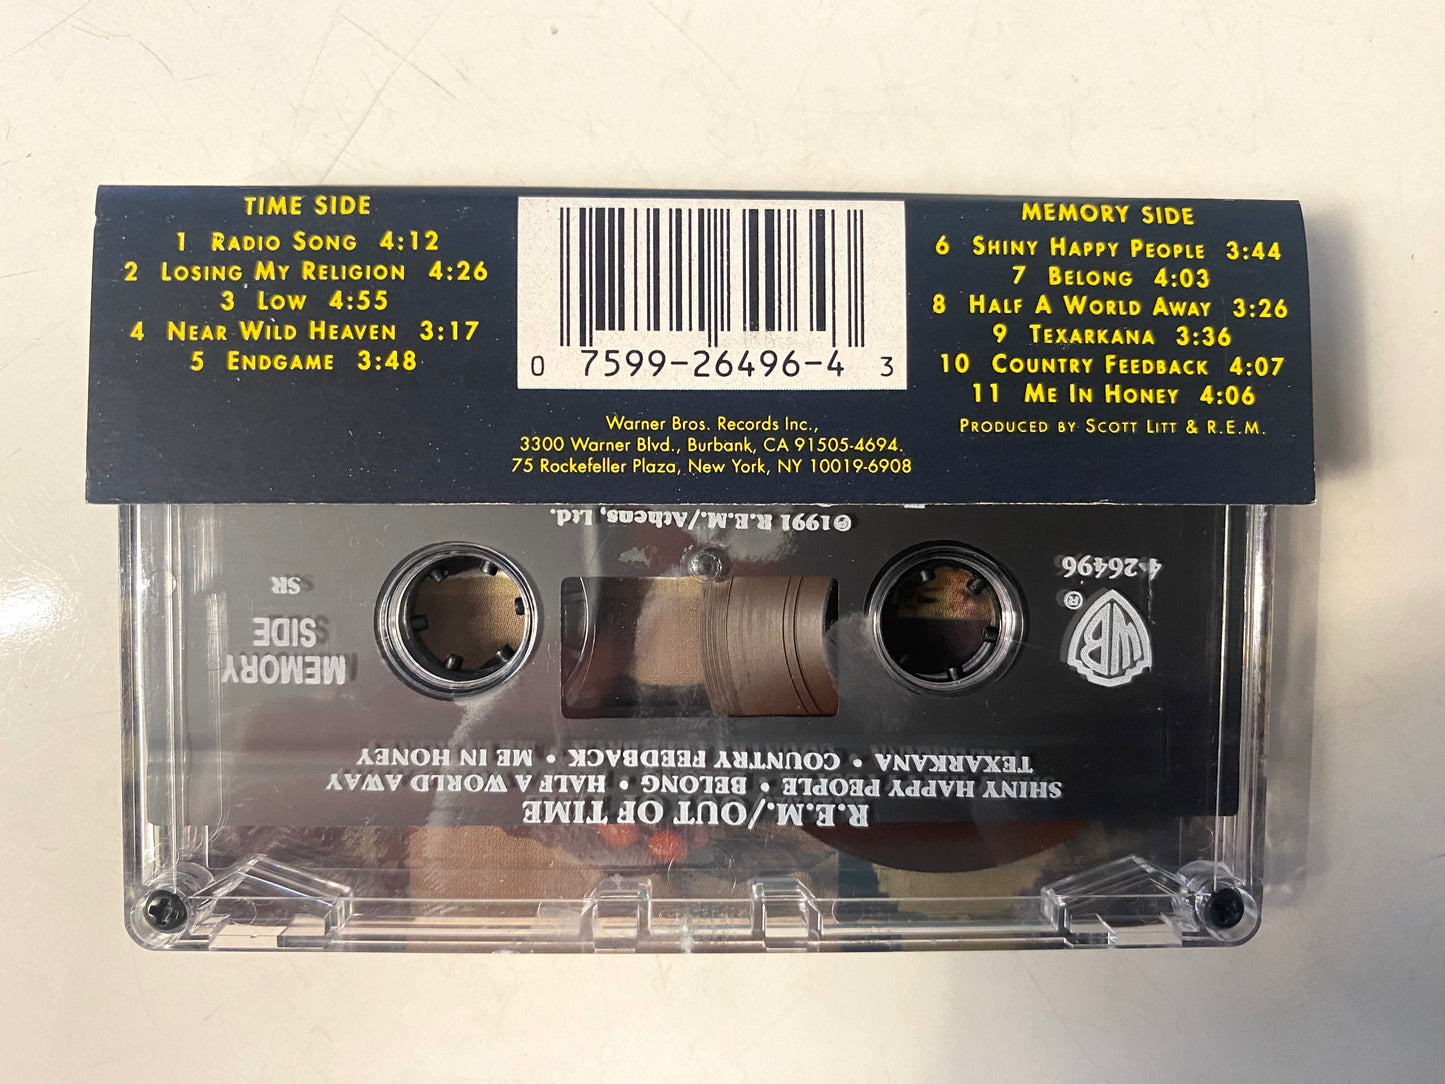 TIME SIDE
1 RADIO SONG 4:12
2 LOSING MY RELIGION 4:26
3 LOW 4:55
4 NEAR WILD HEAVEN 3:17
5 ENDGAME 3:48
0 7599-26496-4 3
Warner Bros. Records Inc.,
3300 Warner Blvd., Burbank, CA 91505-4694.
75 Rockefeller Plaza, New York, NY 10019-6908
MEMORY SIDE
6 SHINY HAPPY PEOPLE 3:44
7 BELONG 4:03
8 HALF A WORLD AWAY 3:26
9 TEXARKANA 3:36
10 COUNTRY FEEDBACK 4:07
11 ME IN HONEY 4:06
PRODUCED BY SCOTT LITT & R.E.M.
R.E.M./OUT OF TIME
SHINY HAPPY PEOPLE • BELONG • HALF A WORLD AWAY
TEXARKANA • COUNTRY FEEDBACK • ME IN HONEY
WB ®
4-26496
MEMORY
SIDE
SR
©1991 R.E.M./Athens, Ltd.